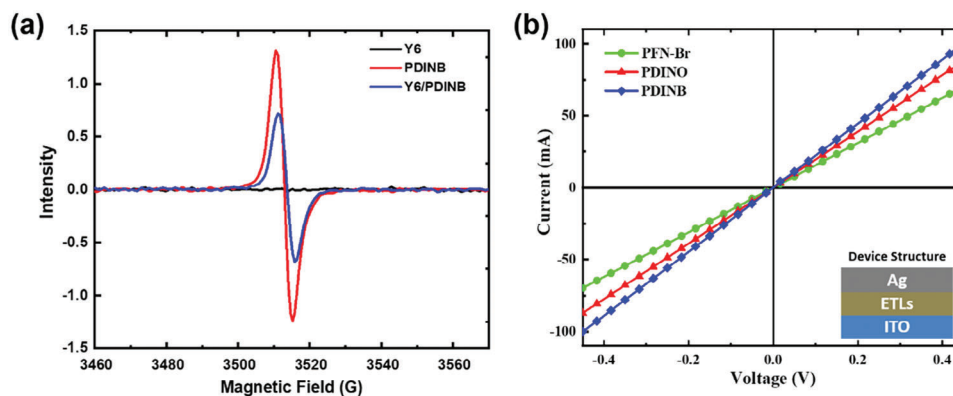 (a)
Y6
PDINB
Y6/PDINB
1.5
1.0
0.5
0.0
-0.5
-1.0
-1.5
Intensity
3460 3480 3500 3520 3540 3560
Magnetic Field (G)
(b)
PFN-Br
PDINO
PDINB
100
50
0
-50
-100
Current (mA)
-0.4 -0.2 0.0 0.2 0.4
Voltage (V)
Device Structure
Ag
ETLs
ITO